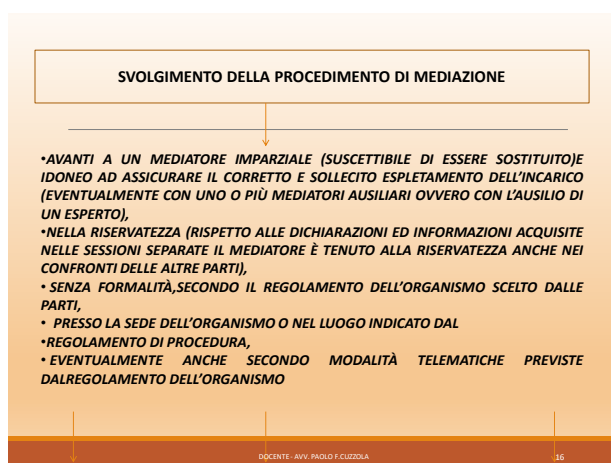 SVOLGIMENTO DELLA PROCEDIMENTO DI MEDIAZIONE
•AVANTI A UN MEDIATORE IMPARZIALE (SUSCETTIBILE DI ESSERE SOSTITUITO)E
IDONEO AD ASSICURARE IL CORRETTO E SOLLECITO ESPLETAMENTO DELL'INCARICO
(EVENTUALMENTE CON UNO O PIÙ MEDIATORI AUSILIARI OVVERO CON L'AUSILIO DI
UN ESPERTO),
•NELLA RISERVATEZZA (RISPETTO ALLE DICHIARAZIONI ED INFORMAZIONI ACQUISITE
NELLE SESSIONI SEPARATE IL MEDIATORE È TENUTO ALLA RISERVATEZZA ANCHE NEI
CONFRONTI DELLE ALTRE PARTI),
• SENZA FORMALITÀ,SECONDO IL REGOLAMENTO DELL'ORGANISMO SCELTO DALLE
PARTI,
• PRESSO LA SEDE DELL'ORGANISMO O NEL LUOGO INDICATO DAL
•REGOLAMENTO DI PROCEDURA,
• EVENTUALMENTE ANCHE SECONDO MODALITÀ TELEMATICHE PREVISTE
DALREGOLAMENTO DELL'ORGANISMO
DOCENTE - AVV. PAOLO F.CUZZOLA
16